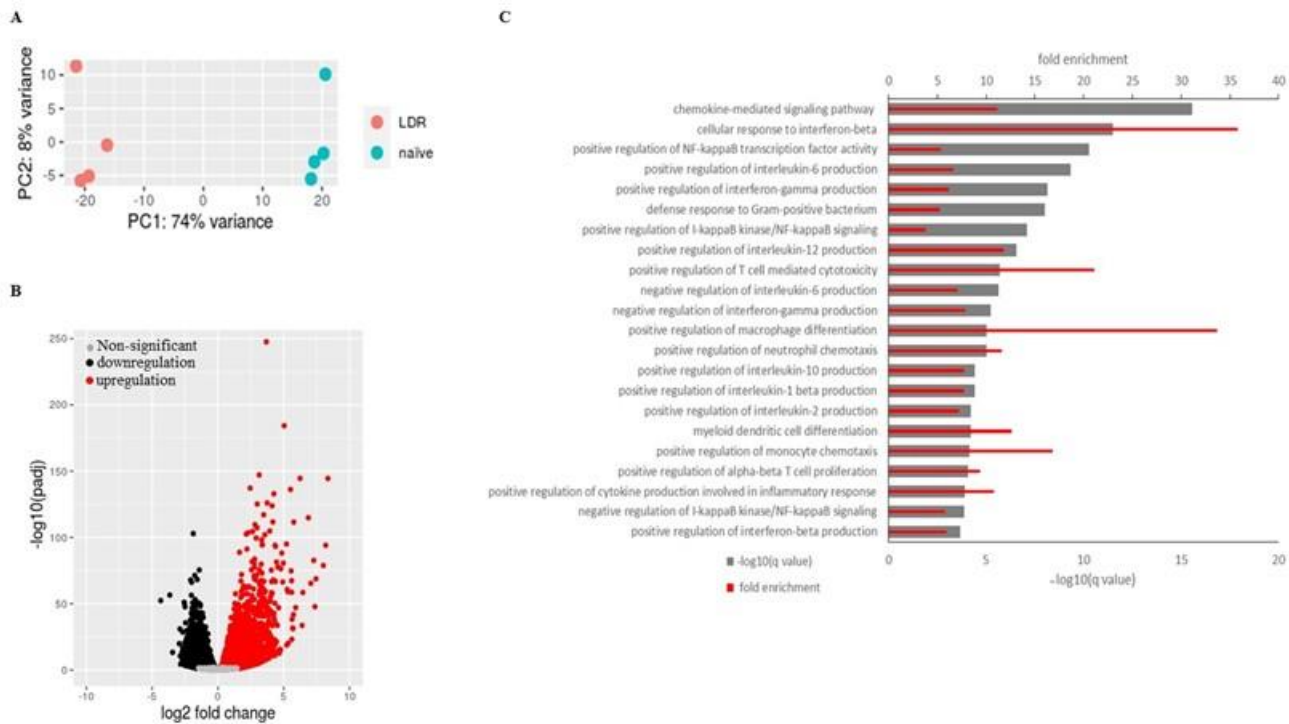 A
PC2: 8% variance
10
5
0
-5
-20
-10
0
10
20
PC1: 74% variance
LDR
naïve
B
-log10(padj)
250
200
150
100
50
0
Non-significant
downregulation
upregulation
-10
-5
0
5
10
log2 fold change
C
fold enrichment
0
5
10
15
20
25
30
35
40
chemokine-mediated signaling pathway
cellular response to interferon-beta
positive regulation of NF-kappaB transcription factor activity
positive regulation of interleukin-6 production
positive regulation of interferon-gamma production
defense response to Gram-positive bacterium
positive regulation of I-kappaB kinase/NF-kappaB signaling
positive regulation of interleukin-12 production
positive regulation of T cell mediated cytotoxicity
negative regulation of interleukin-6 production
negative regulation of interferon-gamma production
positive regulation of macrophage differentiation
positive regulation of neutrophil chemotaxis
positive regulation of interleukin-10 production
positive regulation of interleukin-1 beta production
positive regulation of interleukin-2 production
myeloid dendritic cell differentiation
positive regulation of monocyte chemotaxis
positive regulation of alpha-beta T cell proliferation
positive regulation of cytokine production involved in inflammatory response
negative regulation of I-kappaB kinase/NF-kappaB signaling
positive regulation of interferon-beta production
0
5
10
15
20
-log10(q value)
-log10(q value)
fold enrichment